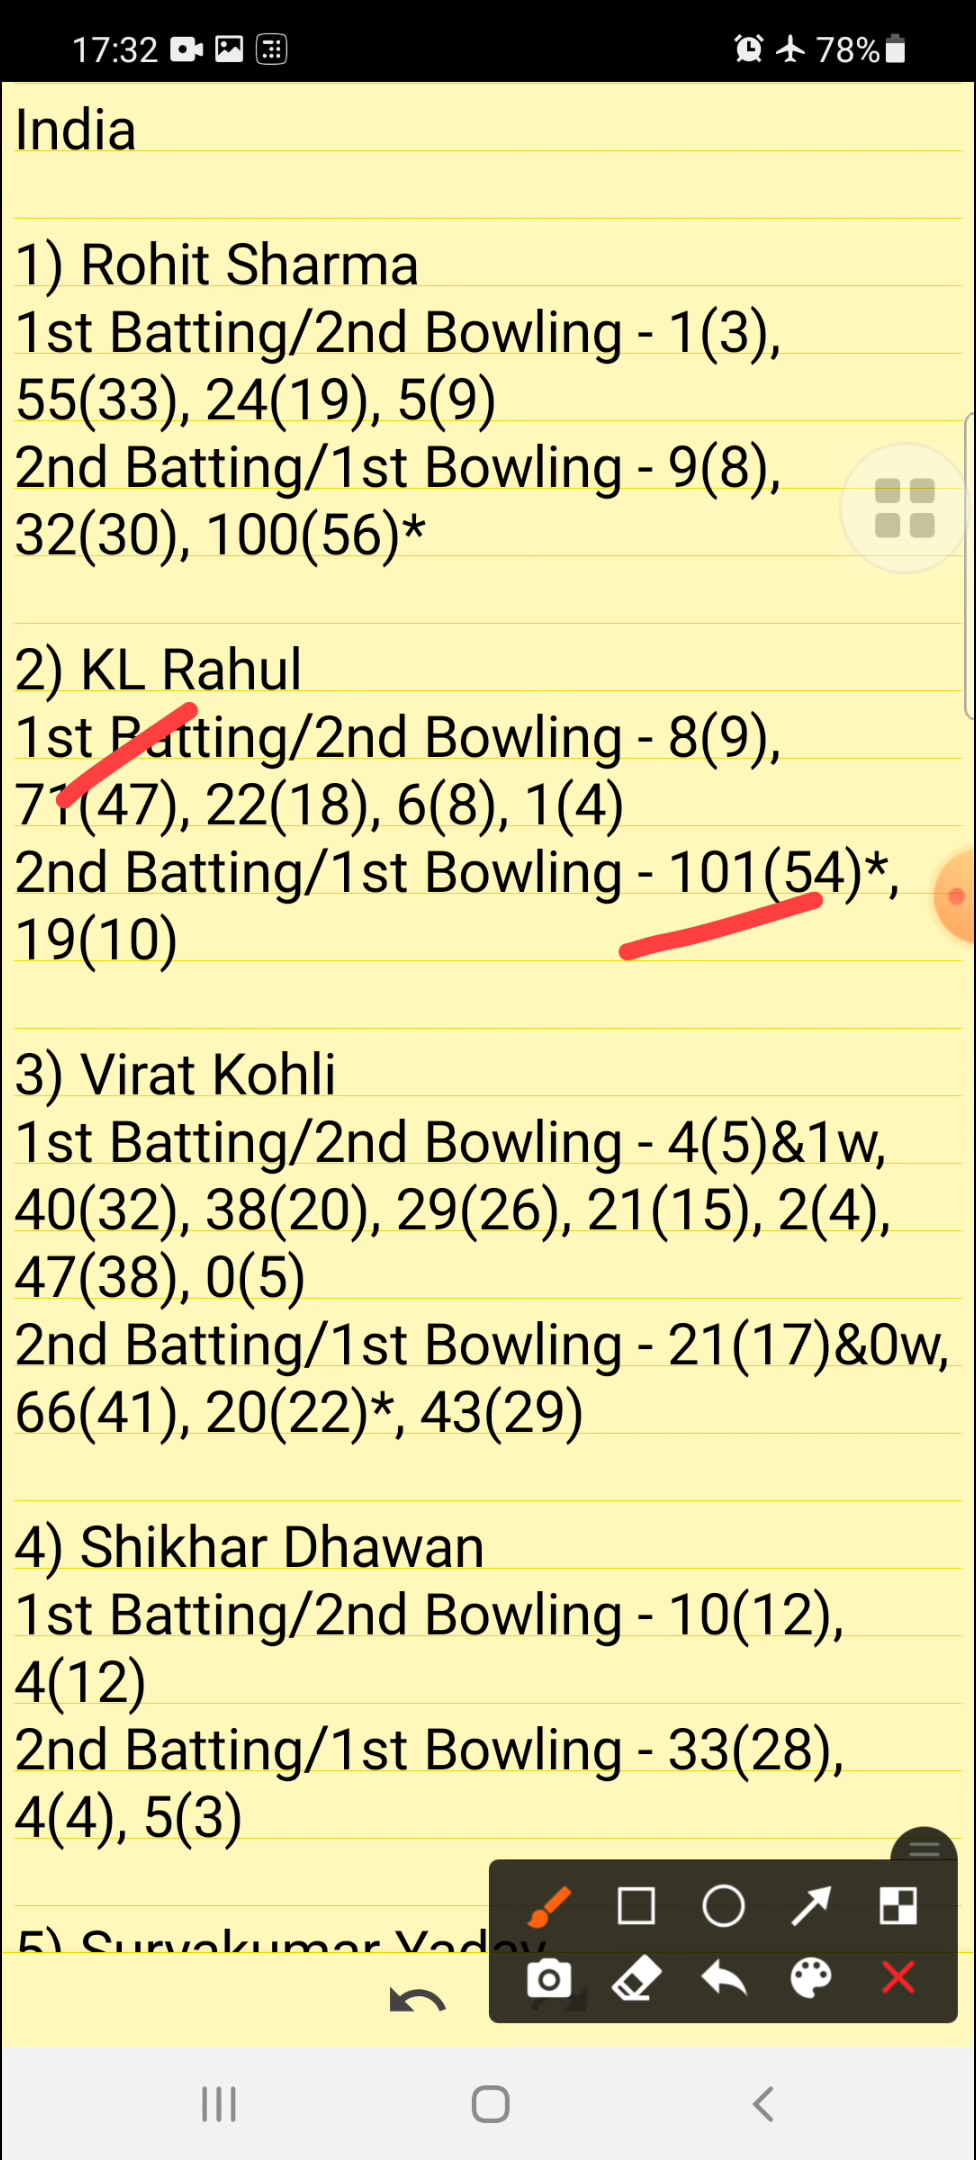 17:32
78%
India
1) Rohit Sharma
1st Batting/2nd Bowling - 1(3),
55(33), 24(19), 5(9)
2nd Batting/1st Bowling - 9(8),
32(30), 100(56)*
2) KL Rahul
1st Batting/2nd Bowling - 8(9),
71(47), 22(18), 6(8), 1(4)
2nd Batting/1st Bowling - 101(54)*,
19(10)
3) Virat Kohli
1st Batting/2nd Bowling - 4(5)&1w,
40(32), 38(20), 29(26), 21(15), 2(4),
47(38), 0(5)
2nd Batting/1st Bowling - 21(17)&0w,
66(41), 20(22)*, 43(29)
4) Shikhar Dhawan
1st Batting/2nd Bowling - 10(12),
4(12)
2nd Batting/1st Bowling - 33(28),
4(4), 5(3)
5) Suryakumar Yadav